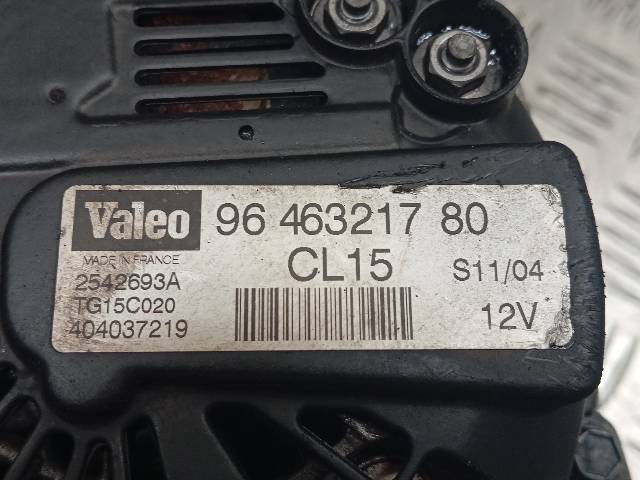 Valeo 96 463217 80
MADE IN FRANCE CL15 S11/04
2542693A
TG15C020 12V
404037219